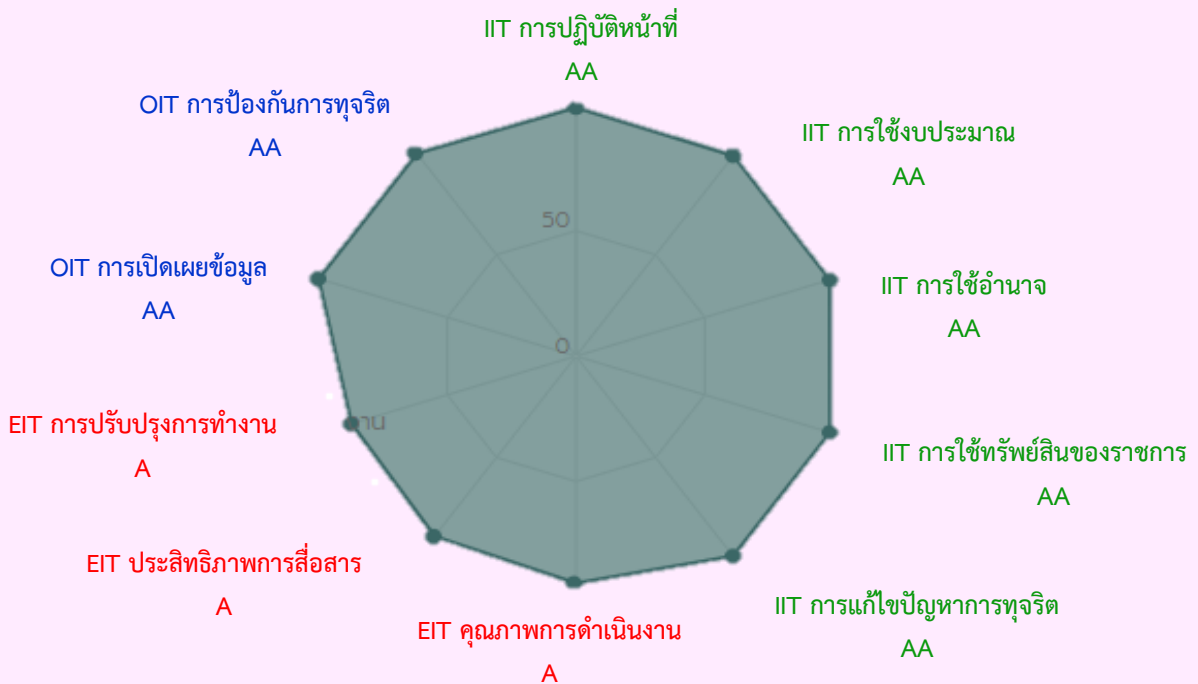 IIT การปฏิบัติหน้าที่
AA
OIT การป้องกันการทุจริต
AA
IIT การใช้งบประมาณ
AA
50
OIT การเปิดเผยข้อมูล
AA
IIT การใช้อำนาจ
AA
0
EIT การปรับปรุงการทำงาน
A
าน
IIT การใช้ทรัพย์สินของราชการ
AA
EIT ประสิทธิภาพการสื่อสาร
A
IIT การแก้ไขปัญหาการทุจริต
AA
EIT คุณภาพการดำเนินงาน
A